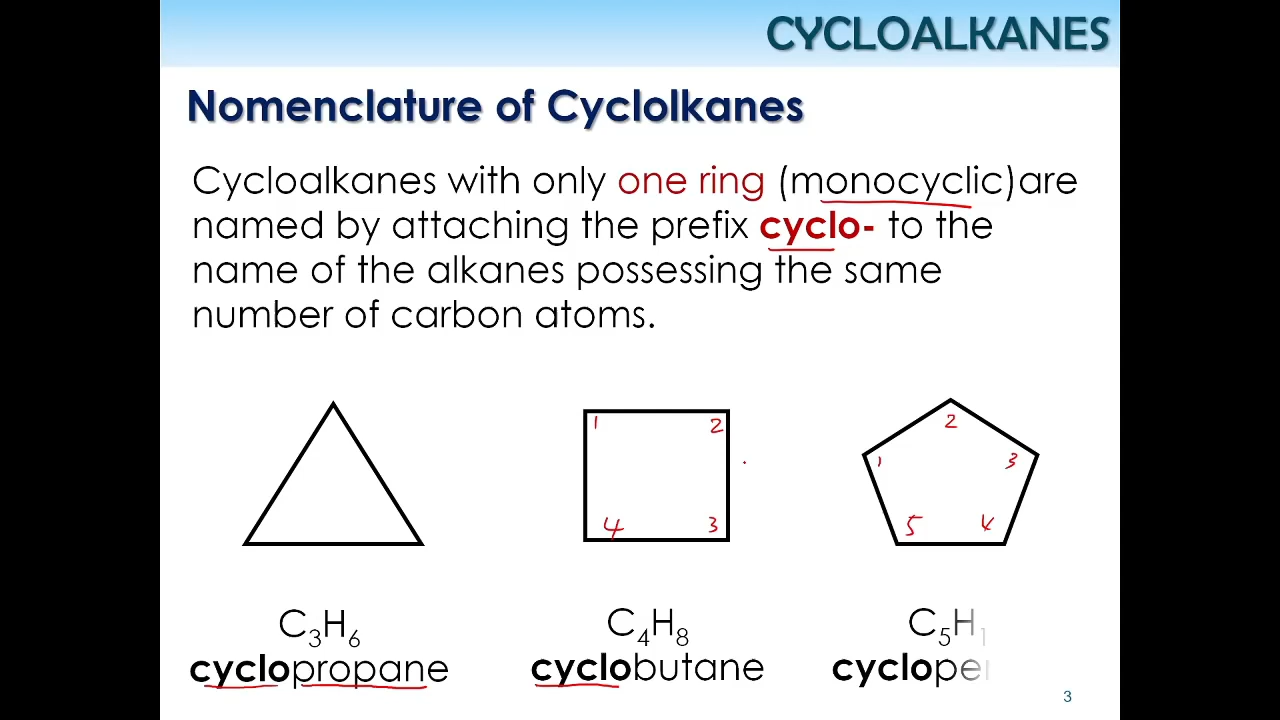 CYCLOALKANES
Nomenclature of Cyclolkanes
Cycloalkanes with only one ring (monocyclic)are
named by attaching the prefix cyclo- to the
name of the alkanes possessing the same
number of carbon atoms.
1 2
4 3
2
1 3
5 4
C₃H₆ C₄H₈ C₅H₁
cyclopropane cyclobutane cyclope
3